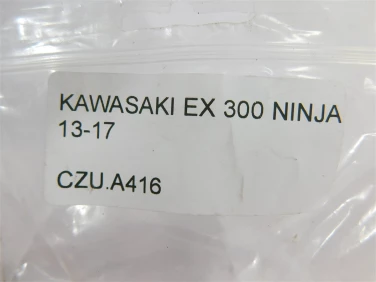 KAWASAKI EX 300 NINJA
13-17
CZU.A416